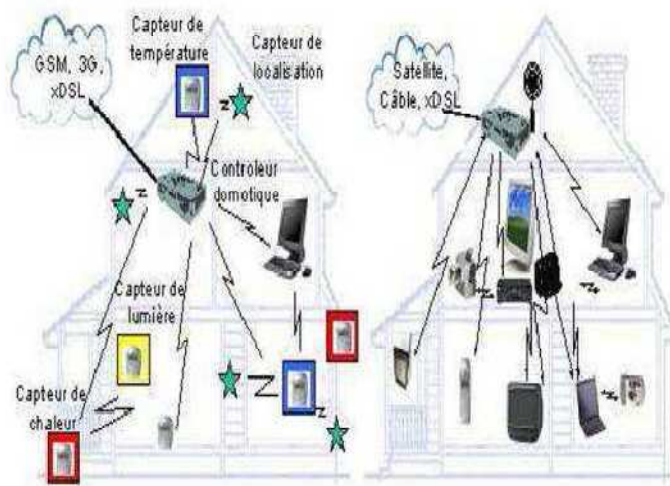 Capteur de
température
Capteur de
localisation
GSM, 3G,
xDSL
Controleur
domotique
Capteur de
lumière
Capteur de
chaleur
Satellite,
Câble, xDSL